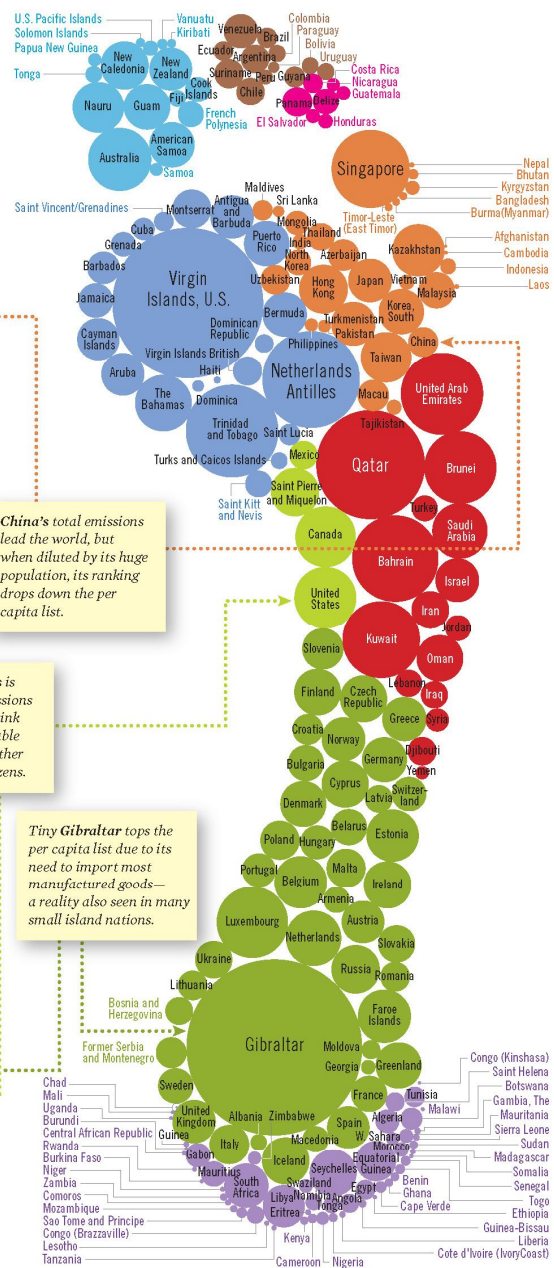 U.S. Pacific Islands
Solomon Islands
Papua New Guinea
Tonga
Vanuatu
Kiribati
New
Caledonia
New
Zealand
Nauru
Guam
Fiji
Cook
Islands
French
Polynesia
American
Samoa
Australia
Samoa
Venezuela
Brazil
Colombia
Paraguay
Bolivia
Uruguay
Ecuador
Argentina
Suriname
Peru
Guyana
Chile
Costa Rica
Nicaragua
Guatemala
Panama
Belize
El Salvador
Honduras
Singapore
Nepal
Bhutan
Kyrgyzstan
Bangladesh
Burma(Myanmar)
Timor-Leste
(East Timor)
Afghanistan
Cambodia
Indonesia
Laos
Saint Vincent/Grenadines
Montserrat
Antigua
and
Barbuda
Maldives
Sri Lanka
Mongolia
Thailand
India
Azerbaijan
North
Korea
Kazakhstan
Cuba
Grenada
Puerto
Rico
Barbados
Virgin
Islands, U.S.
Uzbekistan
Hong
Kong
Japan
Vietnam
Malaysia
Jamaica
Bermuda
Korea,
South
Cayman
Islands
Dominican
Republic
Turkmenistan
Pakistan
Philippines
China
Virgin Islands British
Taiwan
Aruba
Haiti
Netherlands
Antilles
The
Bahamas
Dominica
Macau
United Arab
Emirates
Tajikistan
Trinidad
and Tobago
Saint Lucia
Mexico
Turks and Caicos Islands
Qatar
Brunei
Saint Kitt
and Nevis
Saint Pierre
and Miquelon
Turkey
Saudi
Arabia
China's total emissions
lead the world, but
when diluted by its huge
population, its ranking
drops down the per
capita list.
Canada
Bahrain
Israel
United
States
Iran
Jordan
Kuwait
Oman
Slovenia
Lebanon
Iraq
Syria
s is
ssions
ink
ble
ther
zens.
Finland
Czech
Republic
Greece
Croatia
Norway
Djibouti
Yemen
Bulgaria
Germany
Cyprus
Latvia
Switzer-
land
Denmark
Tiny Gibraltar tops the
per capita list due to its
need to import most
manufactured goods—
a reality also seen in many
small island nations.
Belarus
Estonia
Poland
Hungary
Portugal
Malta
Belgium
Ireland
Armenia
Luxembourg
Austria
Netherlands
Slovakia
Ukraine
Russia
Romania
Lithuania
Bosnia and
Herzegovina
Faroe
Islands
Gibraltar
Former Serbia
and Montenegro
Moldova
Georgia
Greenland
Sweden
France
Tunisia
Malawi
Congo (Kinshasa)
Saint Helena
Botswana
Gambia, The
Mauritania
Sierra Leone
Sudan
Madagascar
Somalia
Senegal
Togo
Ethiopia
Guinea-Bissau
Liberia
Cote d'Ivoire (IvoryCoast)
Chad
Mali
Uganda
Burundi
Central African Republic
Rwanda
Burkina Faso
Niger
Zambia
Comoros
Mozambique
Sao Tome and Principe
Congo (Brazzaville)
Lesotho
Tanzania
United
Kingdom
Guinea
Albania
Zimbabwe
Spain
Algeria
W. Sahara
Morocco
Italy
Macedonia
Gabon
Iceland
Equatorial
Guinea
Mauritius
Seychelles
South
Africa
Swaziland
Egypt
Benin
Ghana
Cape Verde
Libya
Namibia
Angola
Tonga
Eritrea
Kenya
Cameroon
Nigeria